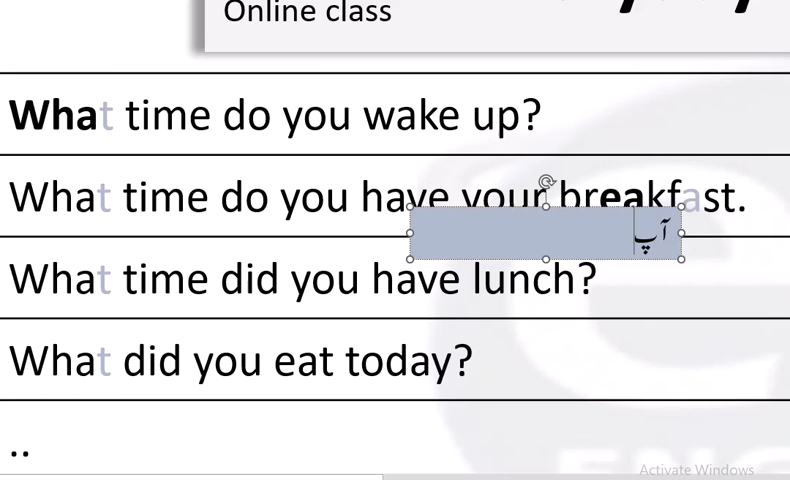 Online class
What time do you wake up?
What time do you have your breakfast.
آپ
What time did you have lunch?
What did you eat today?
..
Activate Windows